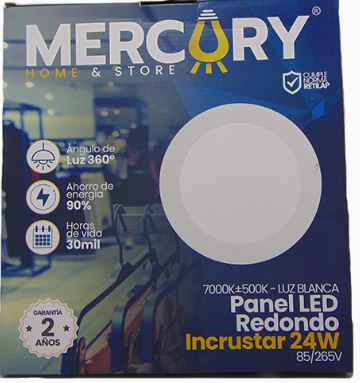 MERCURY®
HOME & STORE
CUMPLE
NORMA
RETILAP
Ángulo de
Luz 360°
Ahorro de
energía
90%
Horas
de vida
30mil
7000K±500K - LUZ BLANCA
Panel LED
Redondo
Incrustar 24W
85/265V
GARANTÍA
2
AÑOS